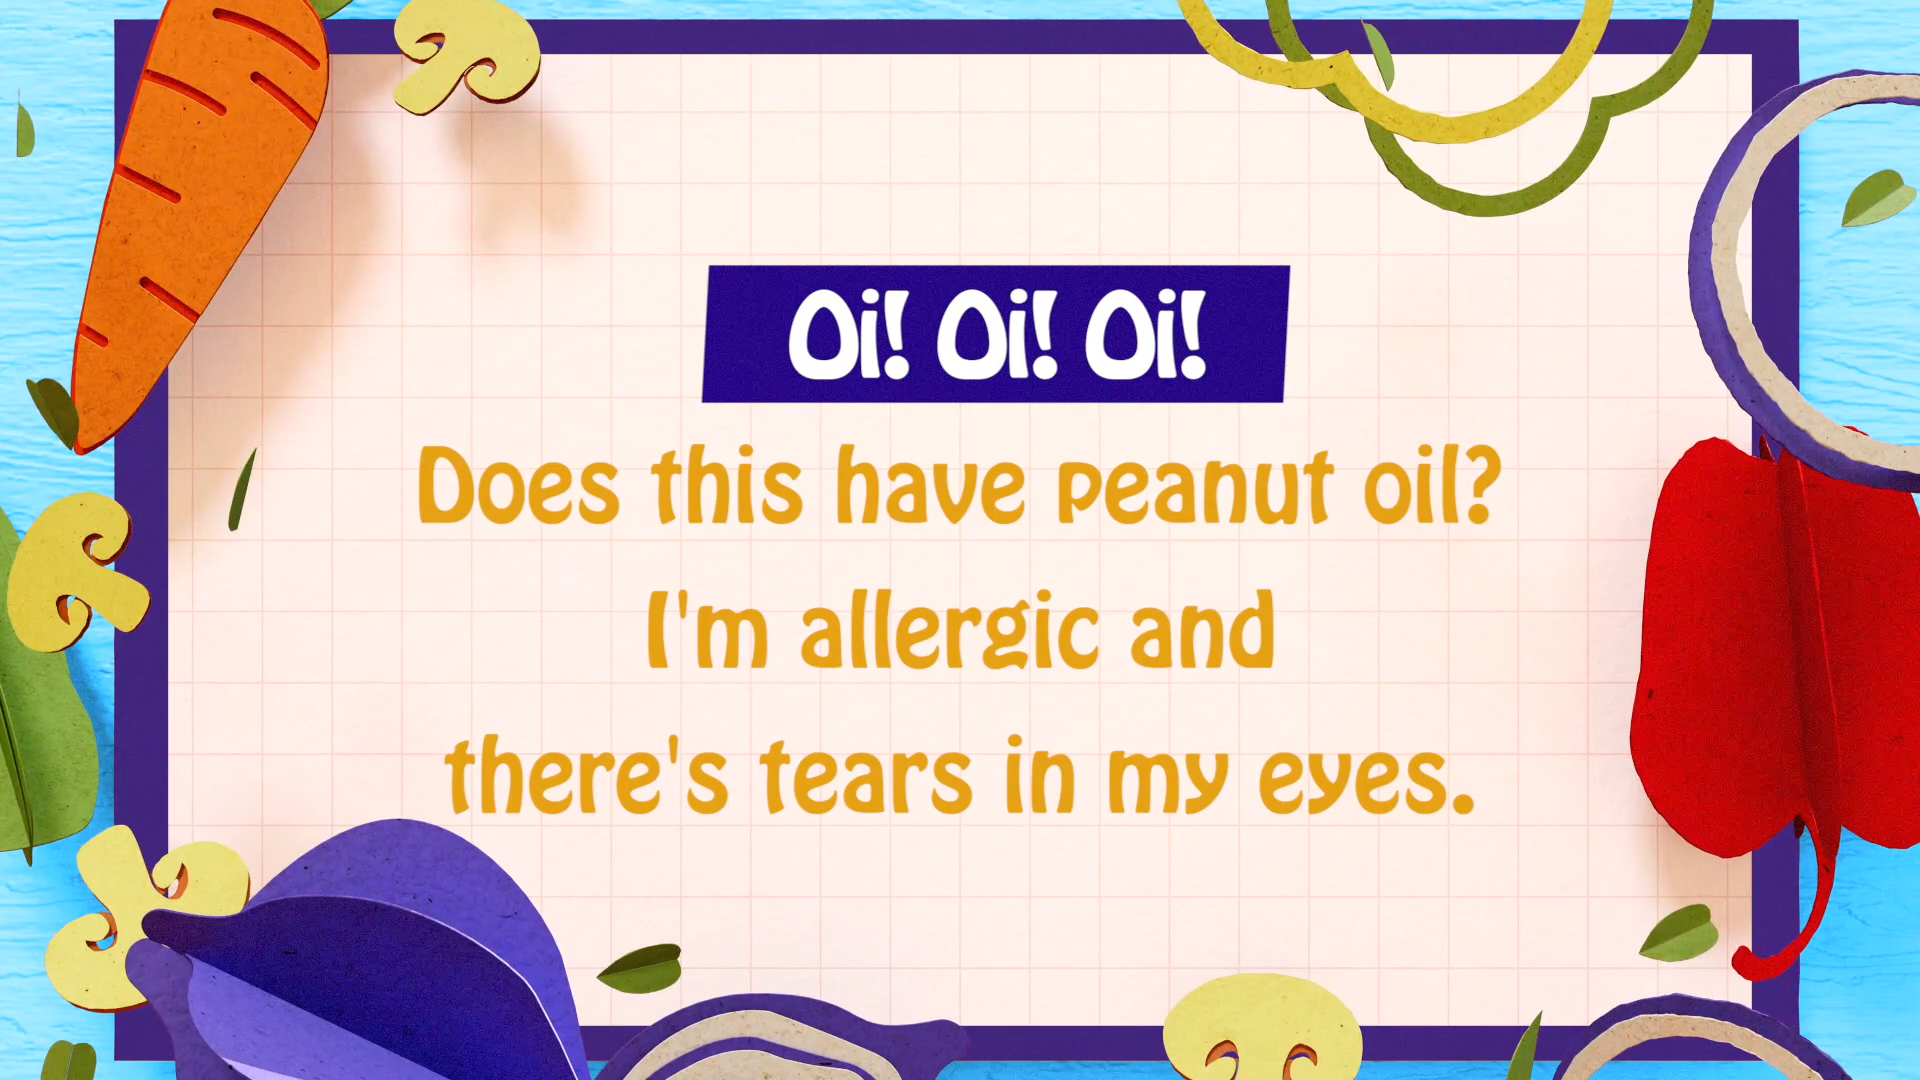 Oi! Oi! Oi!
Does this have peanut oil?
I'm allergic and
there's tears in my eyes.